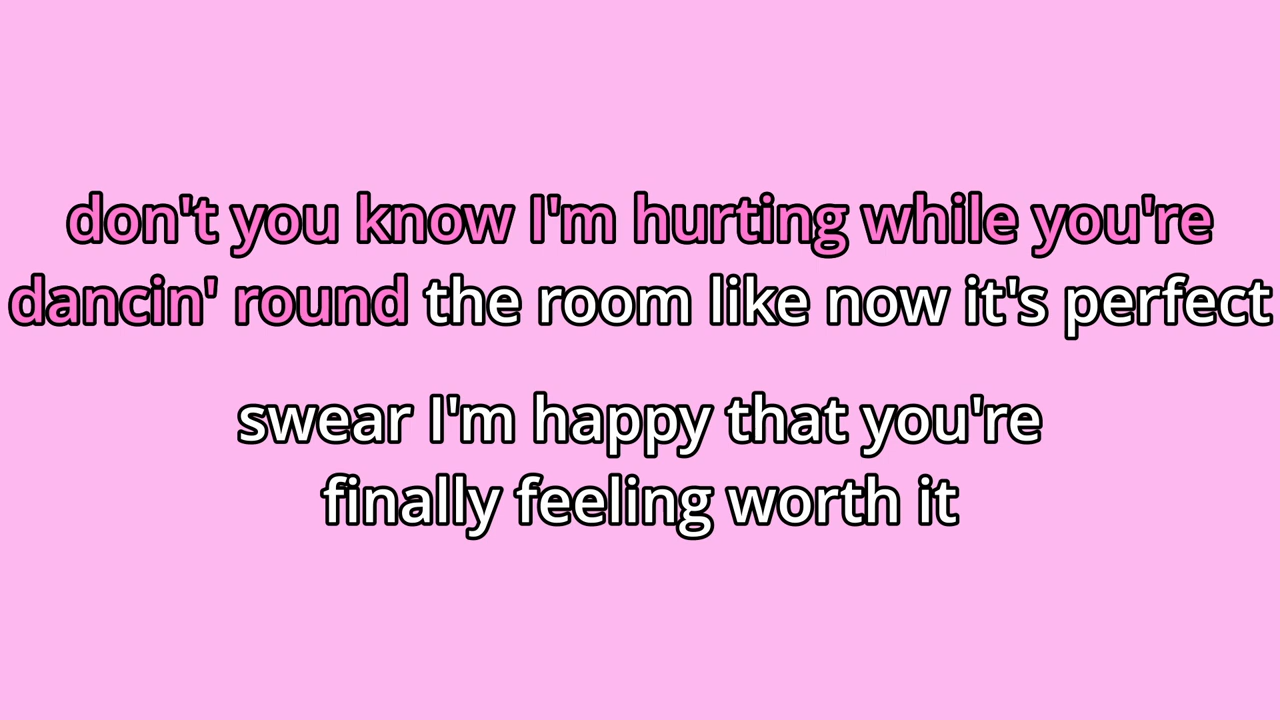 don't you know I'm hurting while you're
dancin' round the room like now it's perfect
swear I'm happy that you're
finally feeling worth it